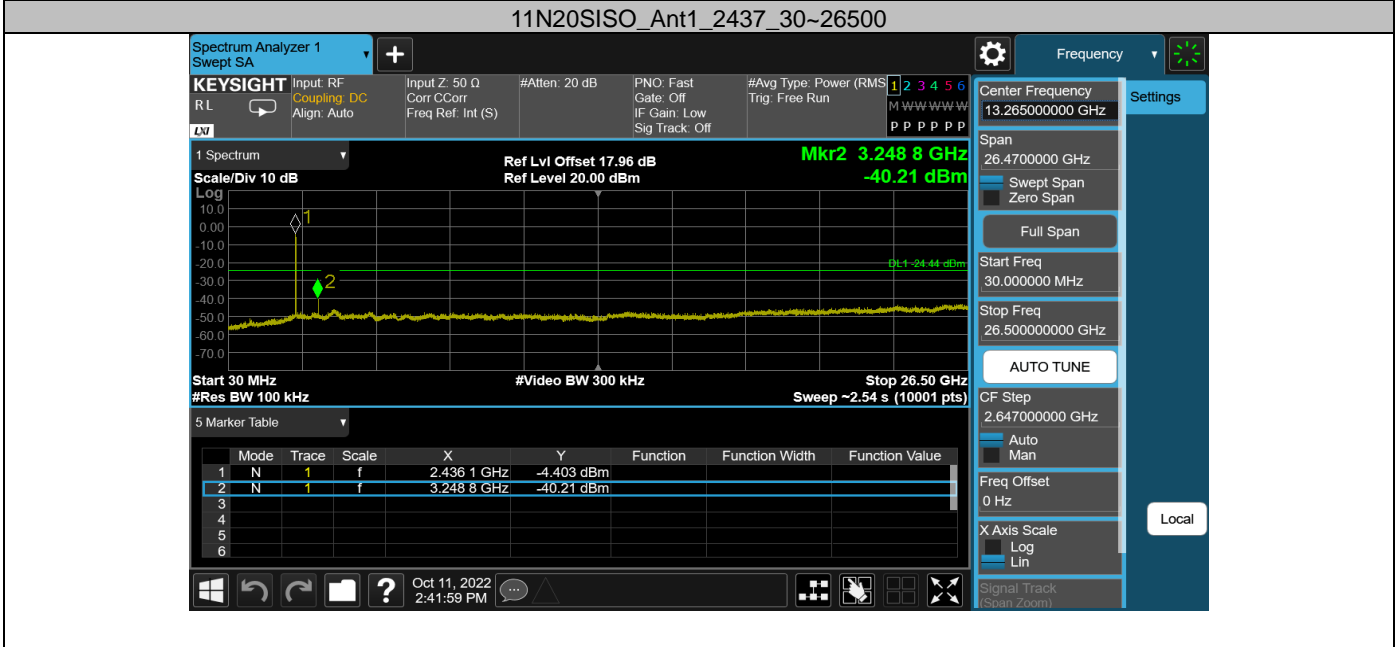 11N20SISO_Ant1_2437_30~26500
Spectrum Analyzer 1
Swept SA
+
Frequency
KEYSIGHT
RL
LXI
Input: RF
Coupling: DC
Align: Auto
Input Z: 50 Ω
Corr CCorr
Freq Ref: Int (S)
#Atten: 20 dB
PNO: Fast
Gate: Off
IF Gain: Low
Sig Track: Off
#Avg Type: Power (RMS
Trig: Free Run
1 2 3 4 5 6
M W W W W W
P P P P P P
1 Spectrum
Scale/Div 10 dB
Ref Lvl Offset 17.96 dB
Ref Level 20.00 dBm
Mkr2 3.248 8 GHz
-40.21 dBm
Log
10.0
0.00
-10.0
-20.0
-30.0
-40.0
-50.0
-60.0
-70.0
1
2
DL1 -24.44 dBm
Start 30 MHz
#Video BW 300 kHz
Stop 26.50 GHz
#Res BW 100 kHz
Sweep ~2.54 s (10001 pts)
5 Marker Table
Mode Trace Scale X Y Function Function Width Function Value
1 N 1 f 2.436 1 GHz -4.403 dBm
2 N 1 f 3.248 8 GHz -40.21 dBm
3
4
5
6
Oct 11, 2022
2:41:59 PM
?
Center Frequency
13.265000000 GHz
Settings
Span
26.4700000 GHz
Swept Span
Zero Span
Full Span
Start Freq
30.000000 MHz
Stop Freq
26.500000000 GHz
AUTO TUNE
CF Step
2.647000000 GHz
Auto
Man
Freq Offset
0 Hz
X Axis Scale
Log
Lin
Local
Signal Track
(Span Zoom)